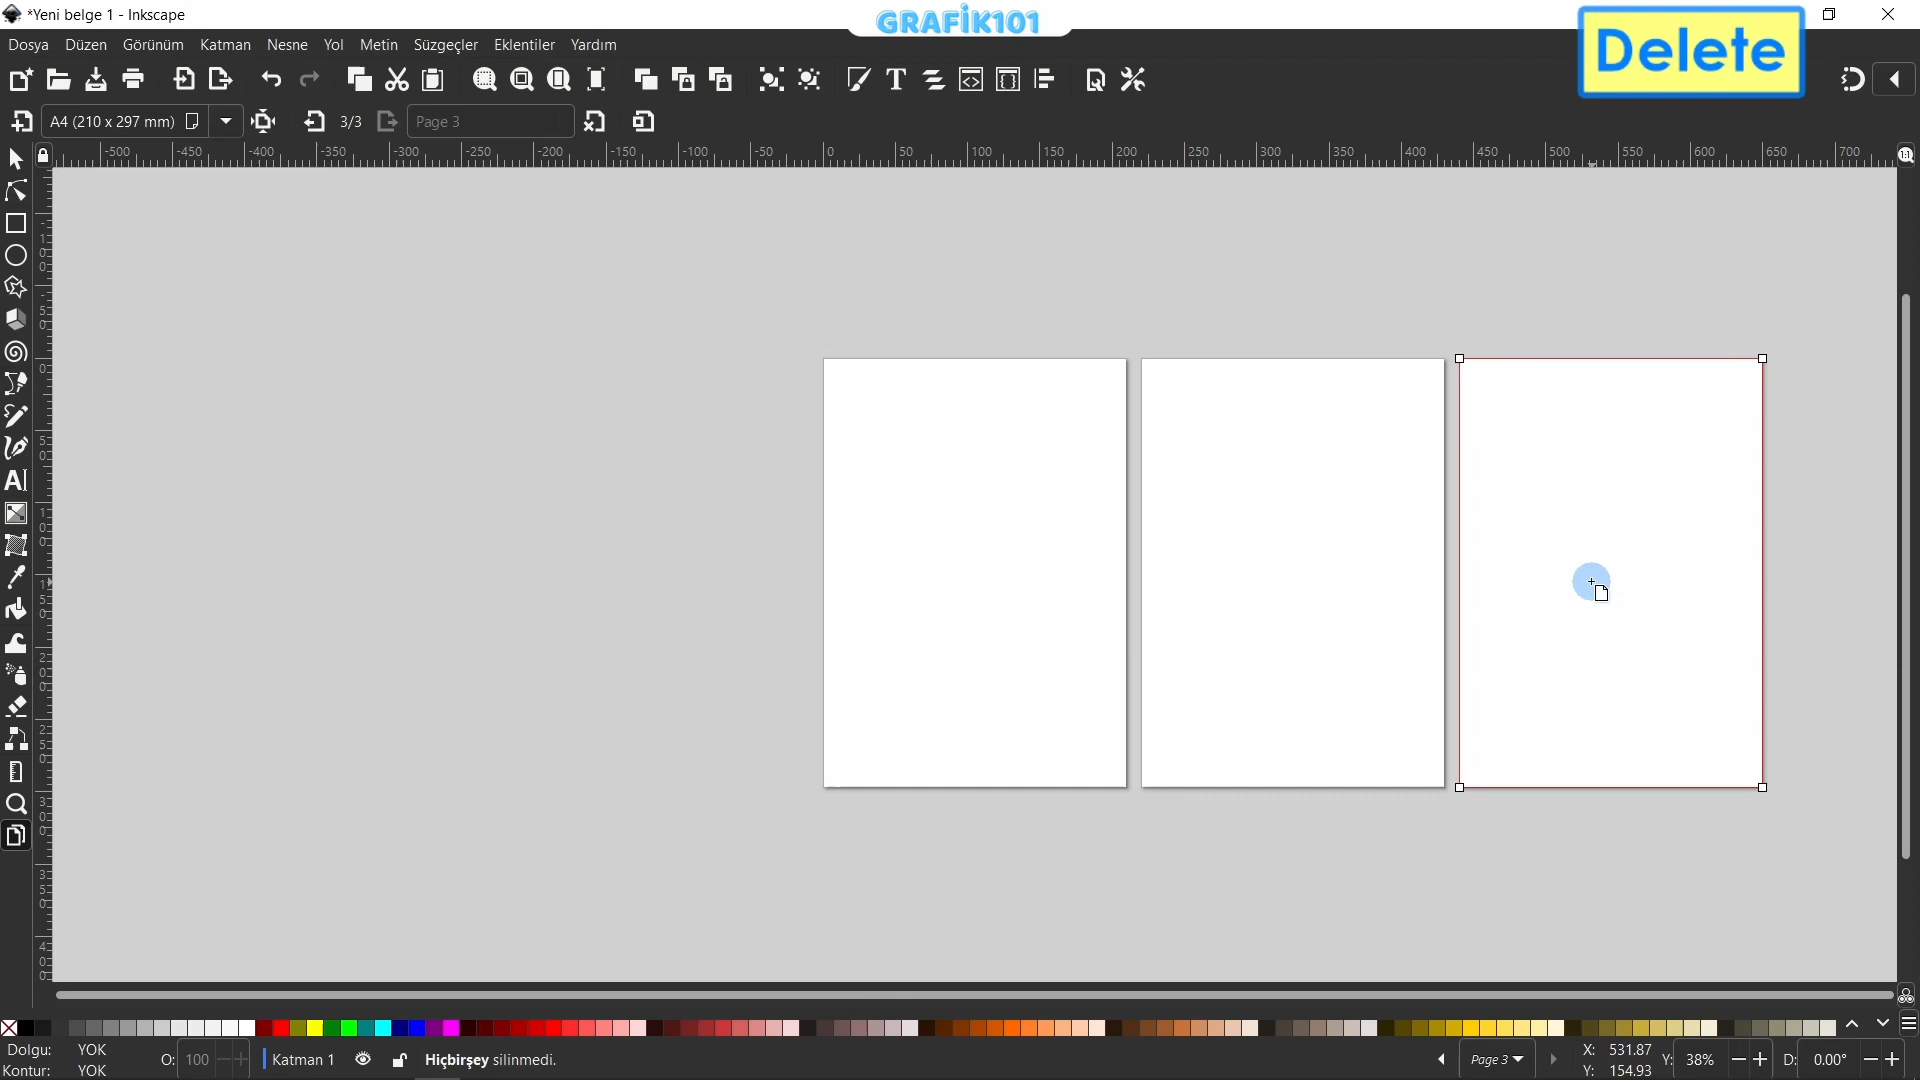 *Yeni belge 1 - Inkscape
GRAFİK101
Delete
Dosya Düzen Görünüm Katman Nesne Yol Metin Süzgeçler Eklentiler Yardım
A4 (210 x 297 mm) 3/3 Page 3
-500 -450 -400 -350 -300 -250 -200 -150 -100 -50 0 50 100 150 200 250 300 350 400 450 500 550 600 650 700
Dolgu: YOK
Kontur: YOK
O: 100
Katman 1
Hiçbirşey silinmedi.
Page 3
X: 531.87
Y: 154.93
Y: 38%
D: 0.00°